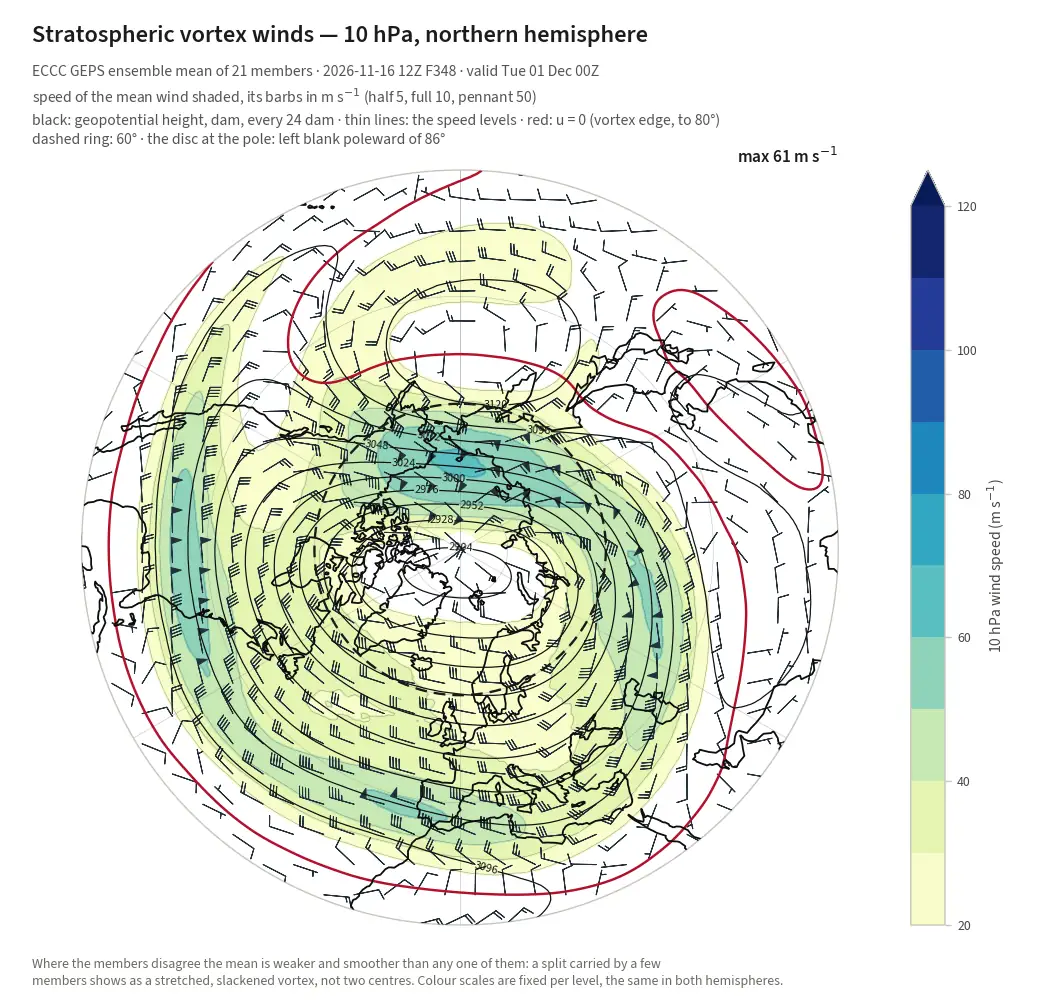 Stratospheric vortex winds — 10 hPa, northern hemisphere
ECCC GEPS ensemble mean of 21 members · 2026-11-16 12Z F348 · valid Tue 01 Dec 00Z
speed of the mean wind shaded, its barbs in m s⁻¹ (half 5, full 10, pennant 50)
black: geopotential height, dam, every 24 dam · thin lines: the speed levels · red: u = 0 (vortex edge, to 80°)
dashed ring: 60° · the disc at the pole: left blank poleward of 86°
max 61 m s⁻¹
120
100
80
60
40
20
10 hPa wind speed (m s⁻¹)
3120
3096
3048
3024
3000
2976
2952
2928
2904
3096
Where the members disagree the mean is weaker and smoother than any one of them: a split carried by a few
members shows as a stretched, slackened vortex, not two centres. Colour scales are fixed per level, the same in both hemispheres.